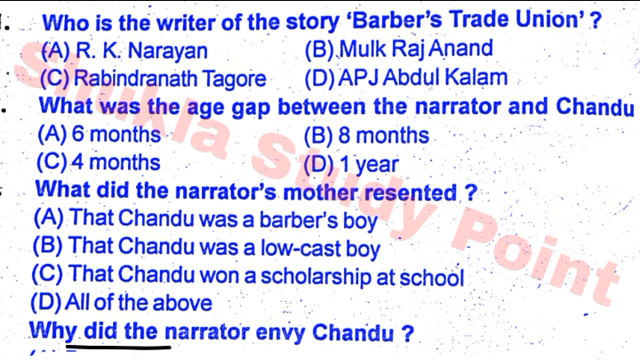 Who is the writer of the story ‘Barber’s Trade Union’ ?
(A) R. K. Narayan (B) Mulk Raj Anand
(C) Rabindranath Tagore (D) APJ Abdul Kalam
What was the age gap between the narrator and Chandu
(A) 6 months (B) 8 months
(C) 4 months (D) 1 year
What did the narrator's mother resented ?
(A) That Chandu was a barber's boy
(B) That Chandu was a low-cast boy
(C) That Chandu won a scholarship at school
(D) All of the above
Why did the narrator envy Chandu ?
Shukla Study Point